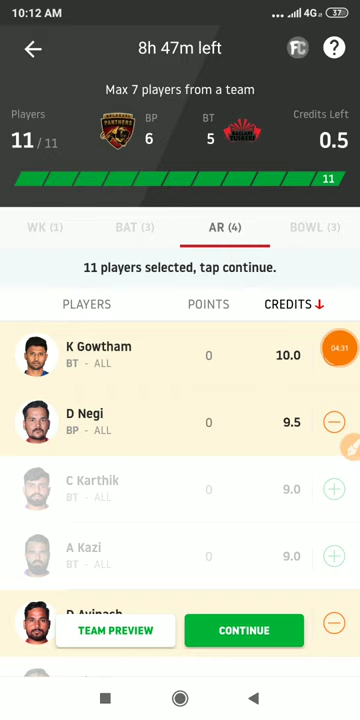 10:12 AM
4G
37
8h 47m left
FC
?
Max 7 players from a team
Players
BP
BT
Credits Left
11 / 11
PANTHERS
6
5
TUSKERS
0.5
11
WK (1)
BAT (3)
AR (4)
BOWL (3)
11 players selected, tap continue.
PLAYERS
POINTS
CREDITS
K Gowtham
BT - ALL
0
10.0
04:31
D Negi
BP - ALL
0
9.5
C Karthik
BT - ALL
0
9.0
A Kazi
BT - ALL
0
9.0
D Avinash
TEAM PREVIEW
CONTINUE